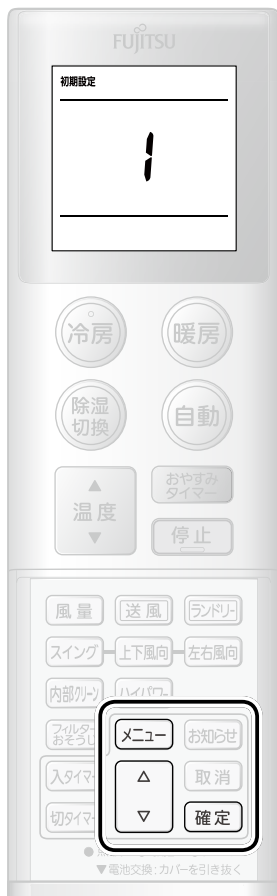 FUJITSU
初期設定
1
冷房 暖房
除湿 自動
切換
▲ おやすみ
タイマー
温度
▼ 停止
風量 送風 ランドリー
スイング 上下風向 左右風向
内部クリーン ハイパワー
フィルター
おそうじ メニュー お知らせ
入タイマー △ 取消
切タイマー ▽ 確定
▼電池交換:カバーを引き抜く